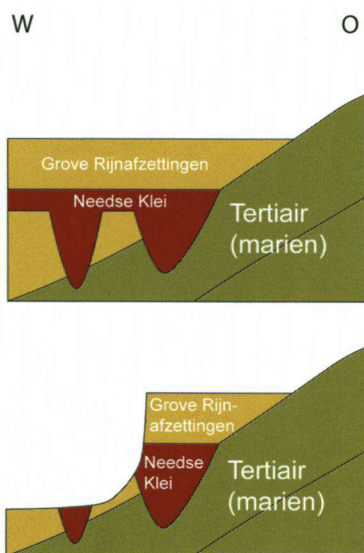 W
O
Grove Rijnafzettingen
Needse Klei
Tertiair
(marien)
Grove Rijn-
afzettingen
Needse
Klei
Tertiair
(marien)